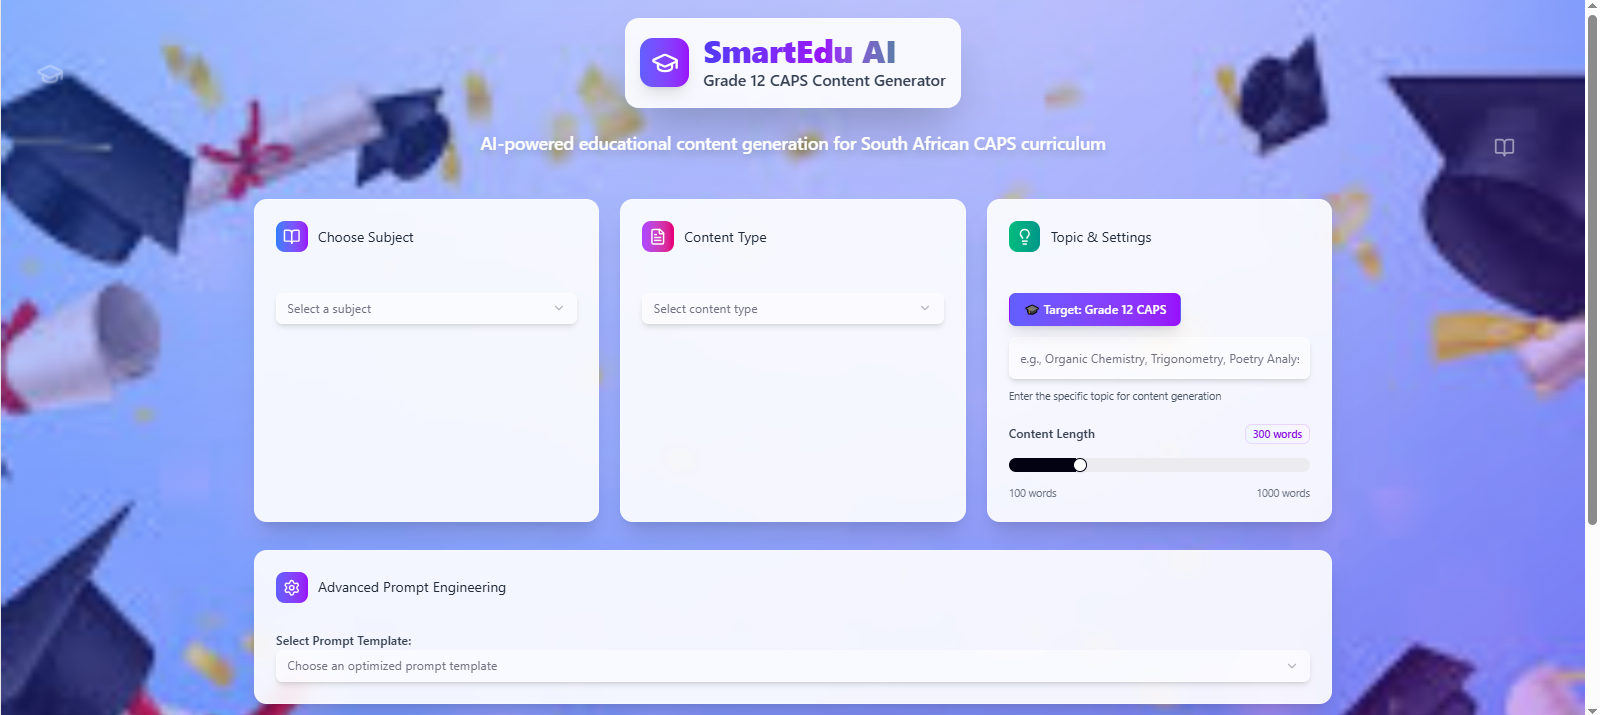 SmartEdu AI
Grade 12 CAPS Content Generator
AI-powered educational content generation for South African CAPS curriculum
Choose Subject
Select a subject
Content Type
Select content type
Topic & Settings
🎓 Target: Grade 12 CAPS
e.g., Organic Chemistry, Trigonometry, Poetry Analys
Enter the specific topic for content generation
Content Length
300 words
100 words
1000 words
Advanced Prompt Engineering
Select Prompt Template:
Choose an optimized prompt template